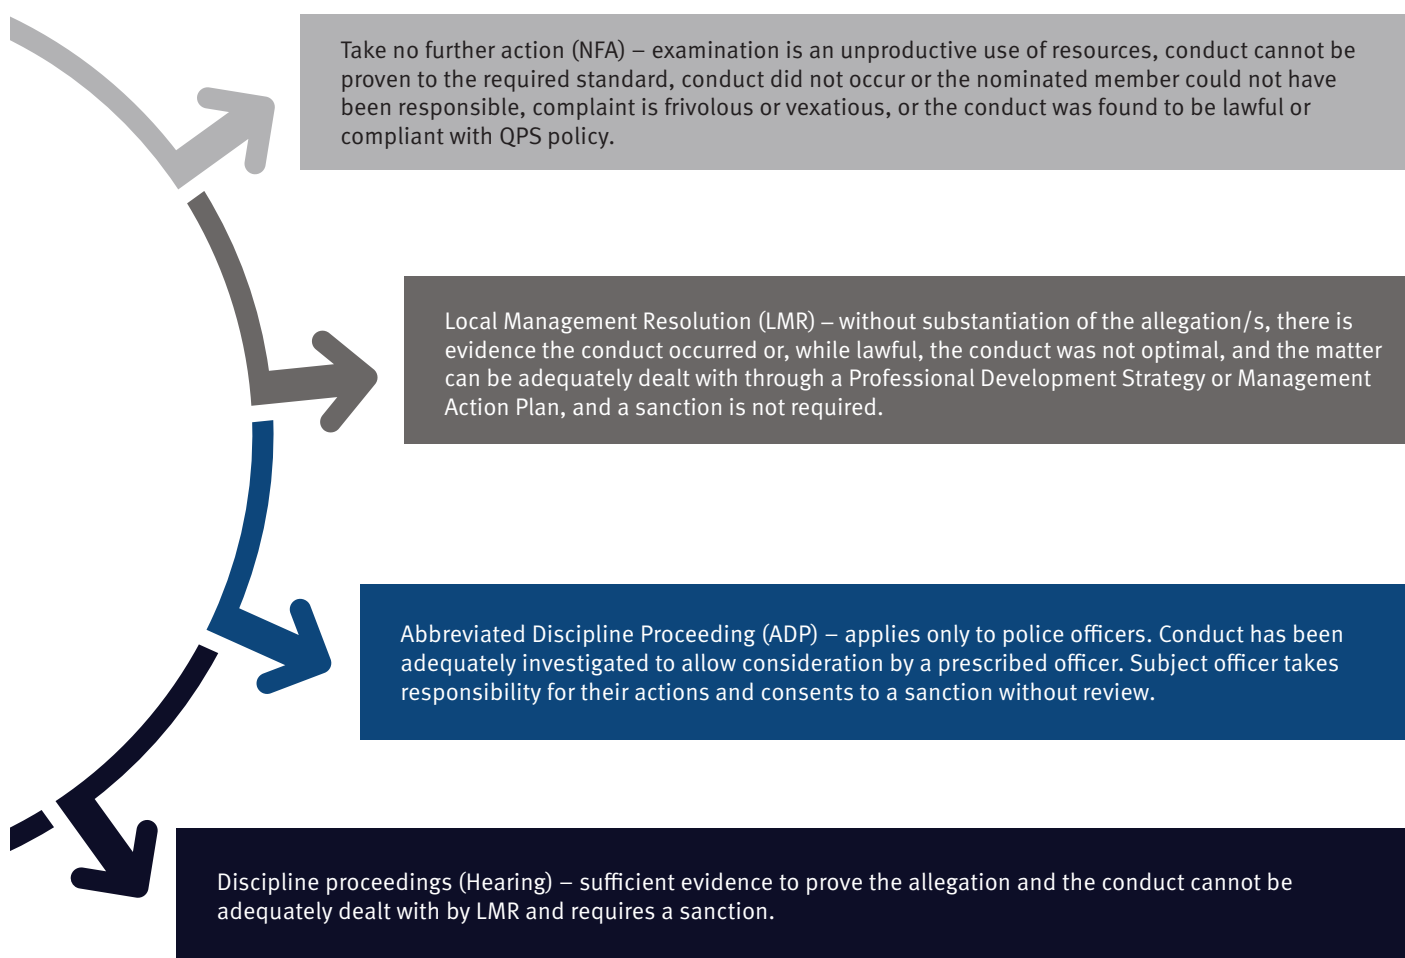 Take no further action (NFA) – examination is an unproductive use of resources, conduct cannot be
proven to the required standard, conduct did not occur or the nominated member could not have
been responsible, complaint is frivolous or vexatious, or the conduct was found to be lawful or
compliant with QPS policy.
Local Management Resolution (LMR) – without substantiation of the allegation/s, there is
evidence the conduct occurred or, while lawful, the conduct was not optimal, and the matter
can be adequately dealt with through a Professional Development Strategy or Management
Action Plan, and a sanction is not required.
Abbreviated Discipline Proceeding (ADP) – applies only to police officers. Conduct has been
adequately investigated to allow consideration by a prescribed officer. Subject officer takes
responsibility for their actions and consents to a sanction without review.
Discipline proceedings (Hearing) – sufficient evidence to prove the allegation and the conduct cannot be
adequately dealt with by LMR and requires a sanction.